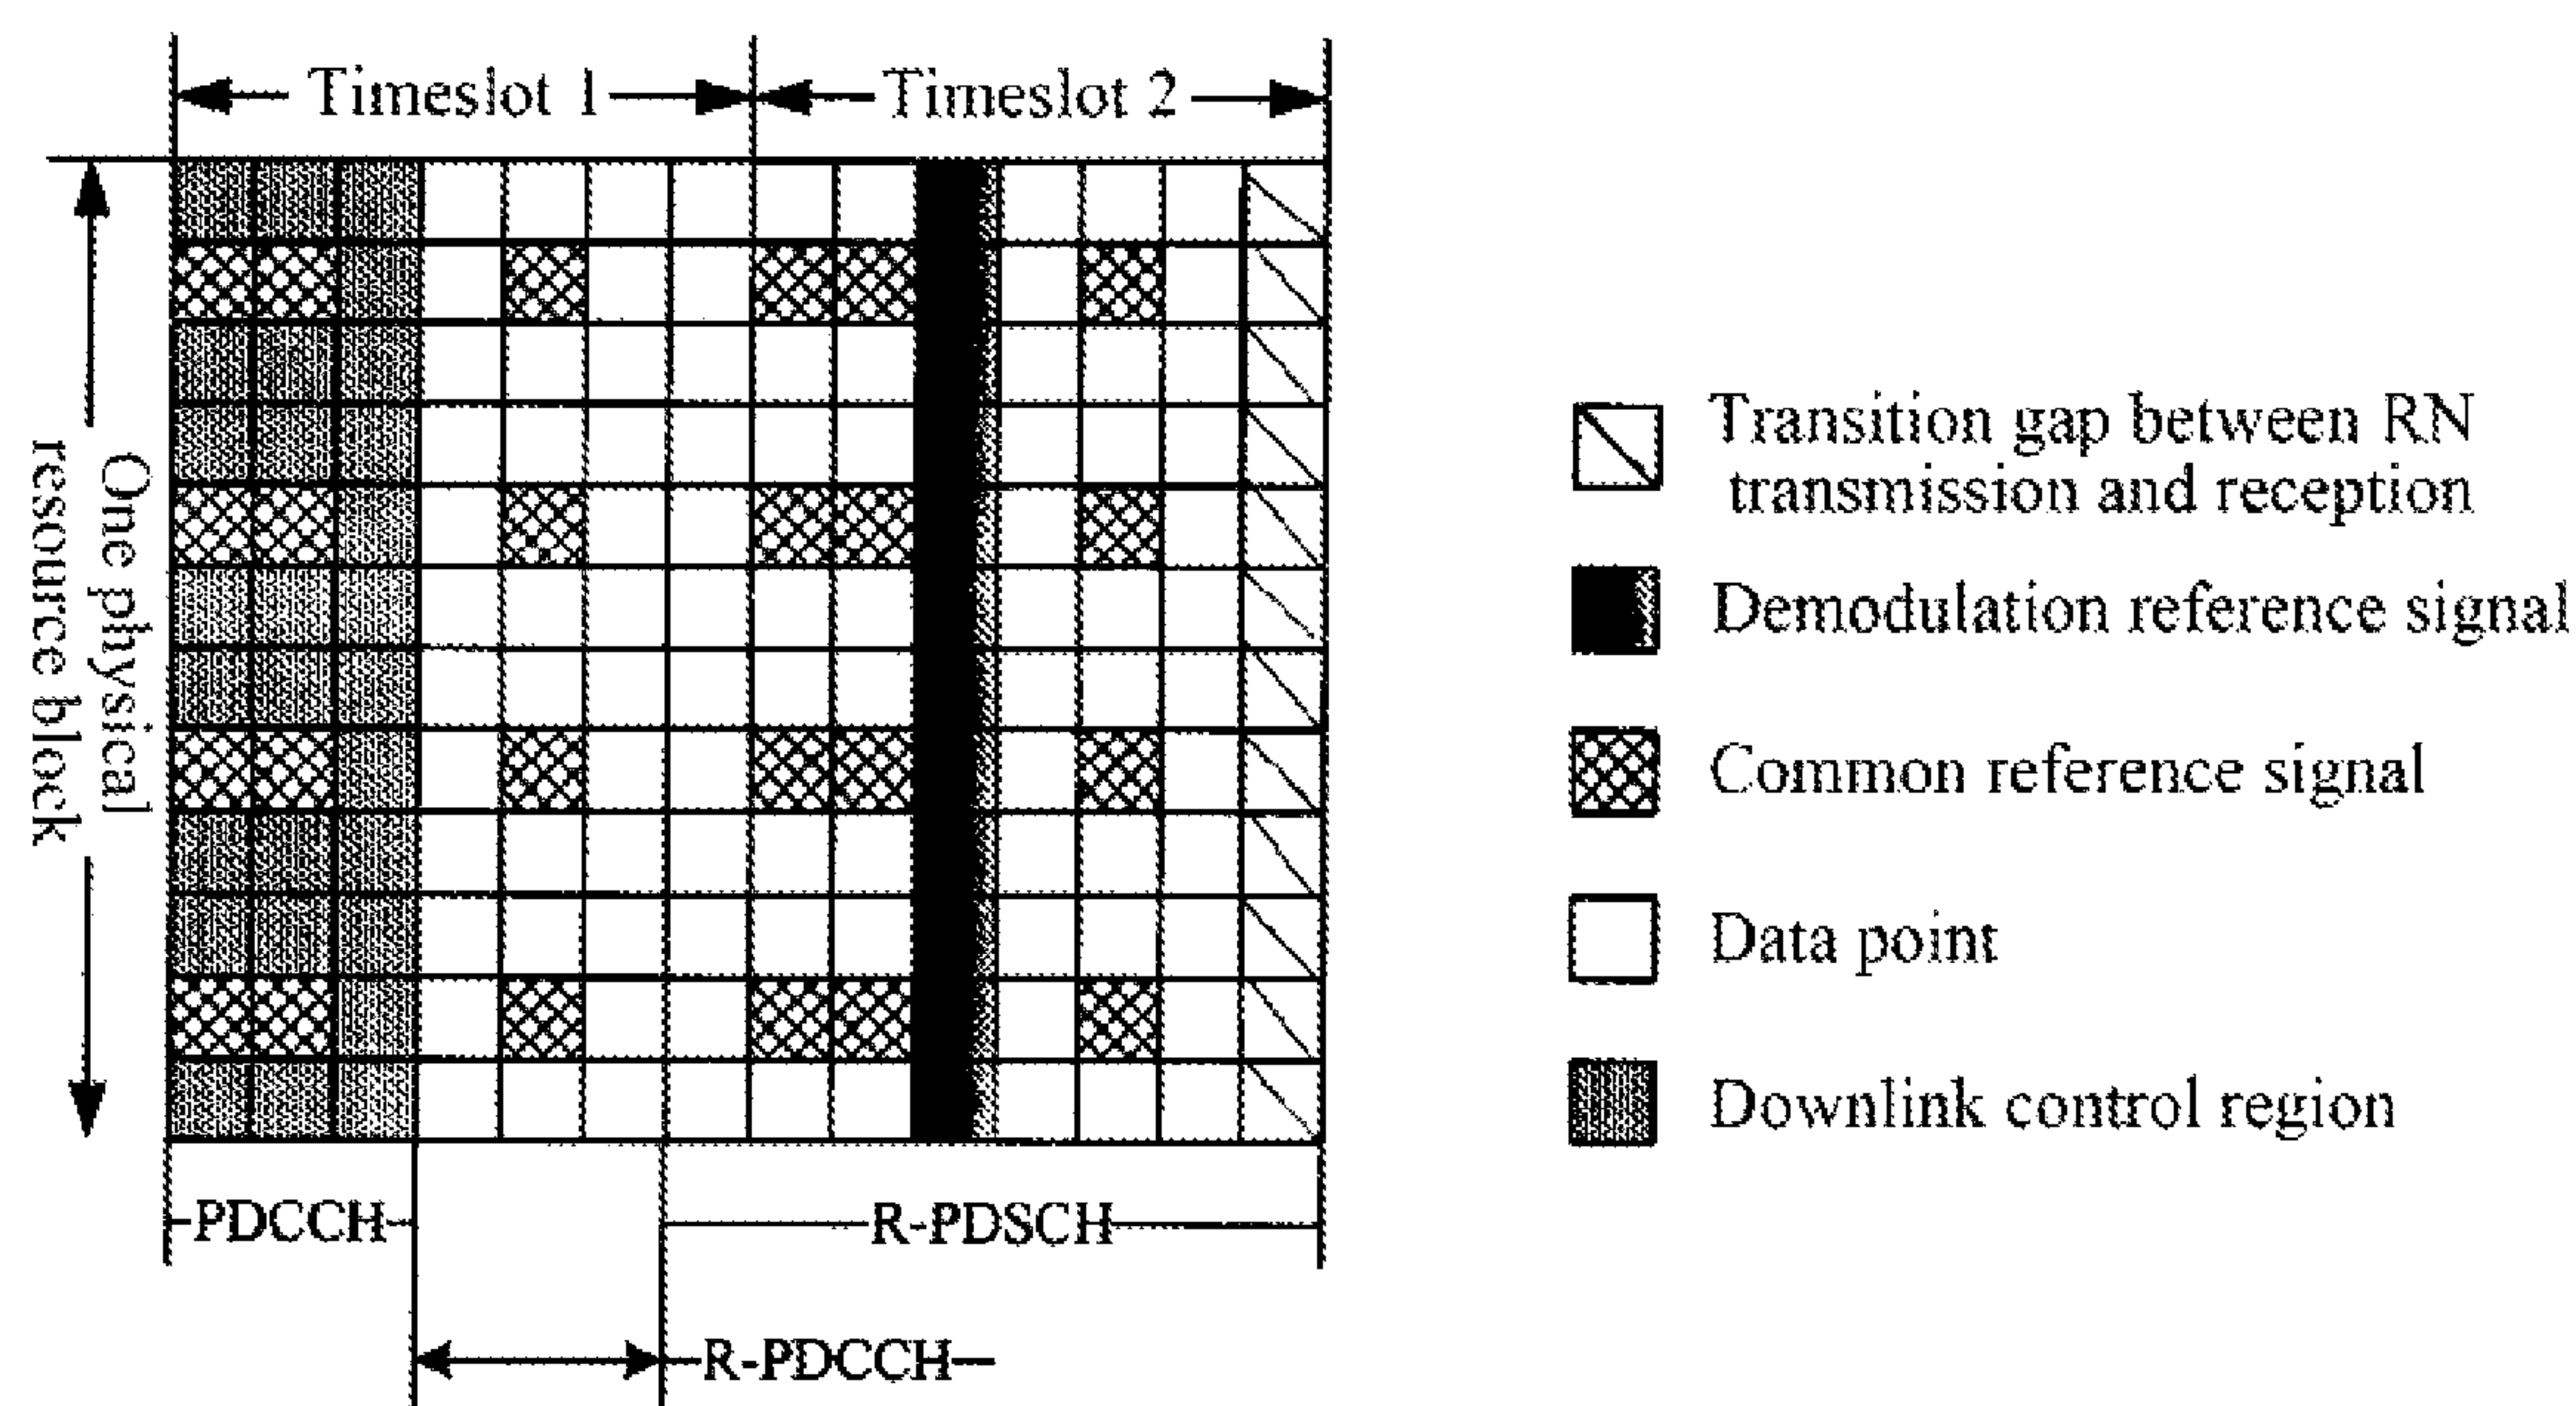 Timeslot 1
Timeslot 2
One physical
resource block
Transition gap between RN
transmission and reception
Demodulation reference signal
Common reference signal
Data point
Downlink control region
PDCCH
R-PDSCH
R-PDCCH